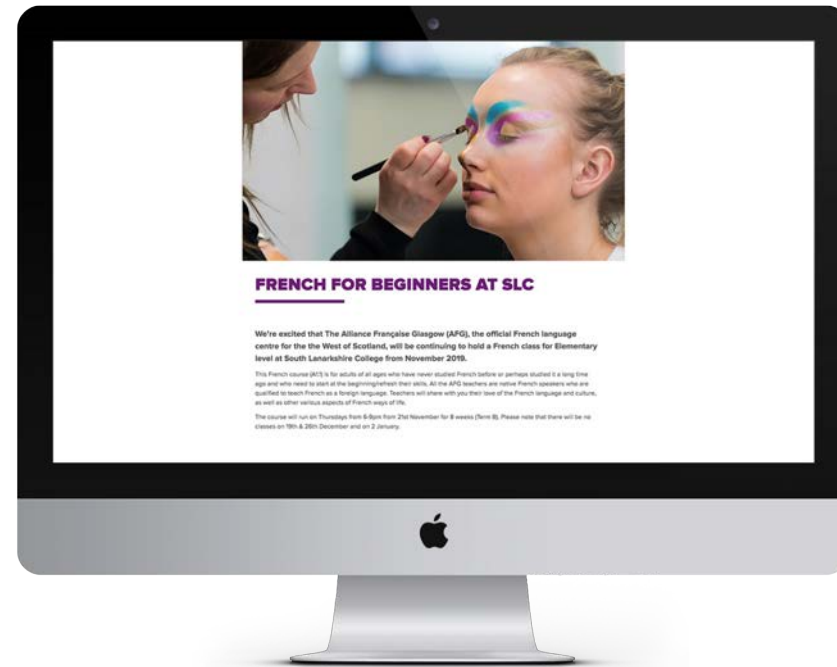 FRENCH FOR BEGINNERS AT SLC
We're excited that The Alliance Française Glasgow (AFG), the official French language
centre for the the West of Scotland, will be continuing to hold a French class for Elementary
level at South Lanarkshire College from November 2019.
This French course (A1.1) is for adults of all ages who have never studied French before or perhaps studied it a long time
ago and who need to start at the beginning/refresh their skills. All the AFG teachers are native French speakers who are
qualified to teach French as a foreign language. Teachers will share with you their love of the French language and culture,
as well as other various aspects of French ways of life.
The course will run on Thursdays from 6-9pm from 21st November for 8 weeks (Term B). Please note that there will be no
classes on 19th & 26th December and on 2 January.